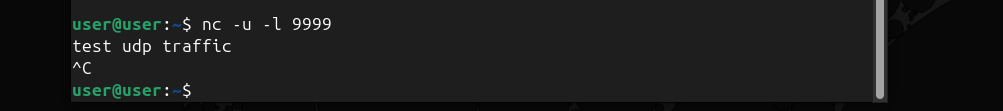 user@user:~$ nc -u -l 9999
test udp traffic
^C
user@user:~$